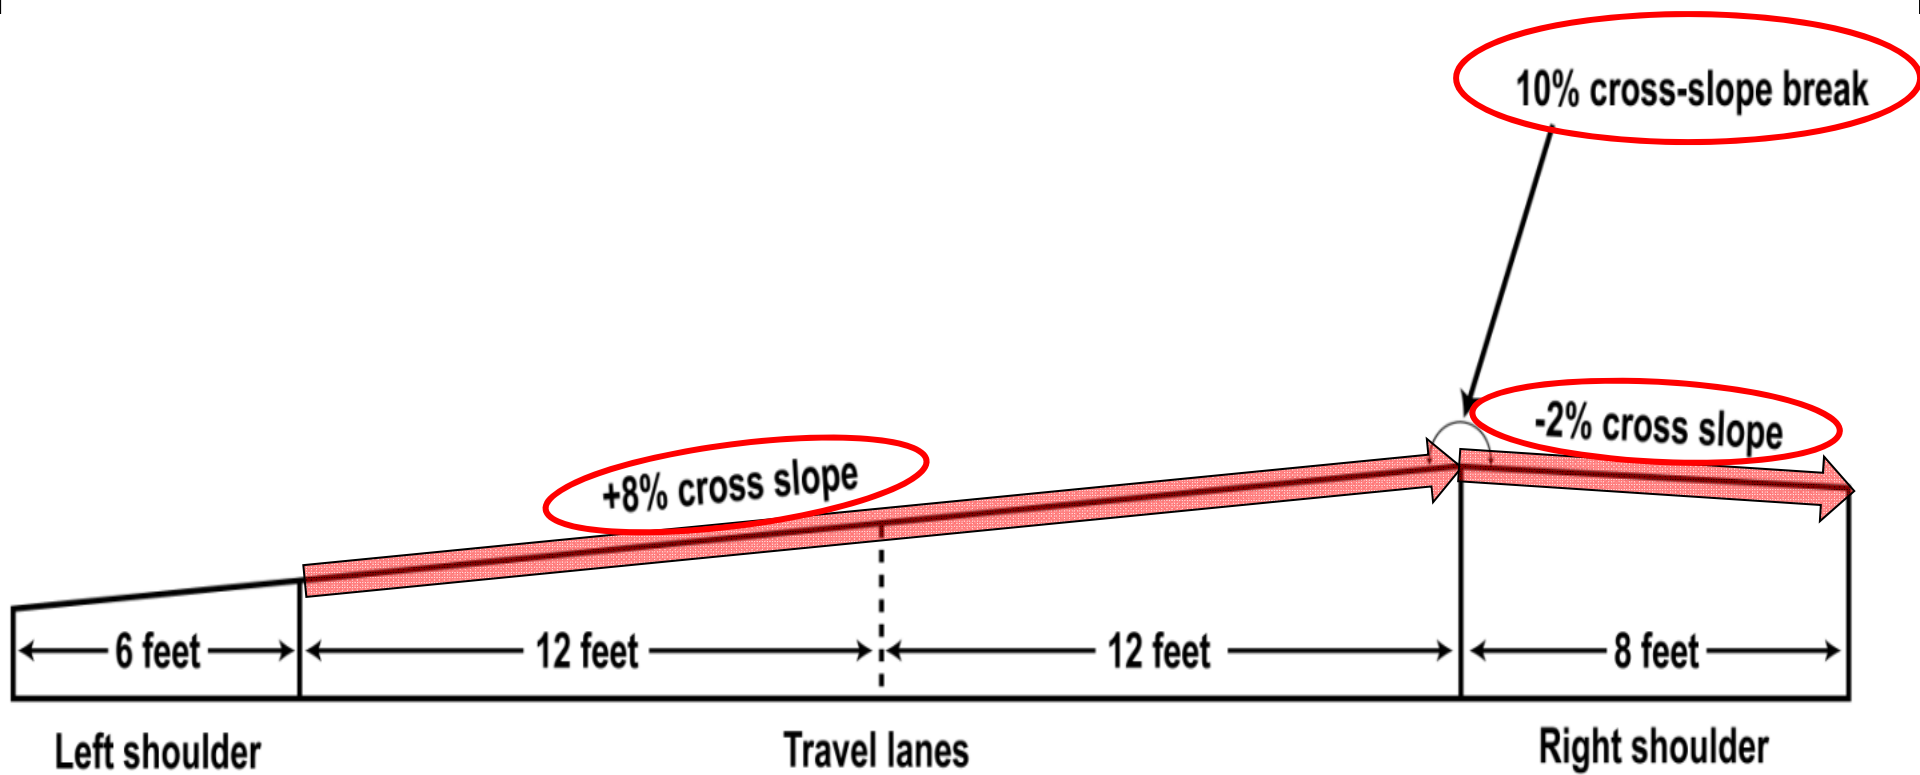 10% cross-slope break
-2% cross slope
+8% cross slope
6 feet
12 feet
12 feet
8 feet
Left shoulder
Travel lanes
Right shoulder